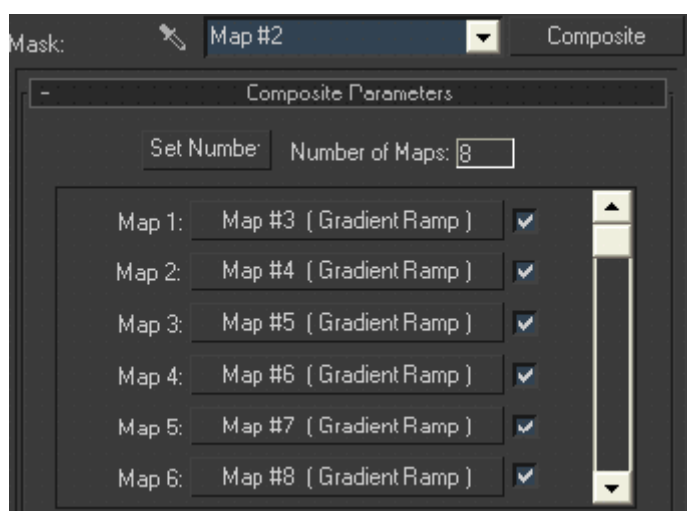 Mask: Map #2 Composite
- Composite Parameters
Set Number Number of Maps: 8
Map 1: Map #3 ( Gradient Ramp )
Map 2: Map #4 ( Gradient Ramp )
Map 3: Map #5 ( Gradient Ramp )
Map 4: Map #6 ( Gradient Ramp )
Map 5: Map #7 ( Gradient Ramp )
Map 6: Map #8 ( Gradient Ramp )